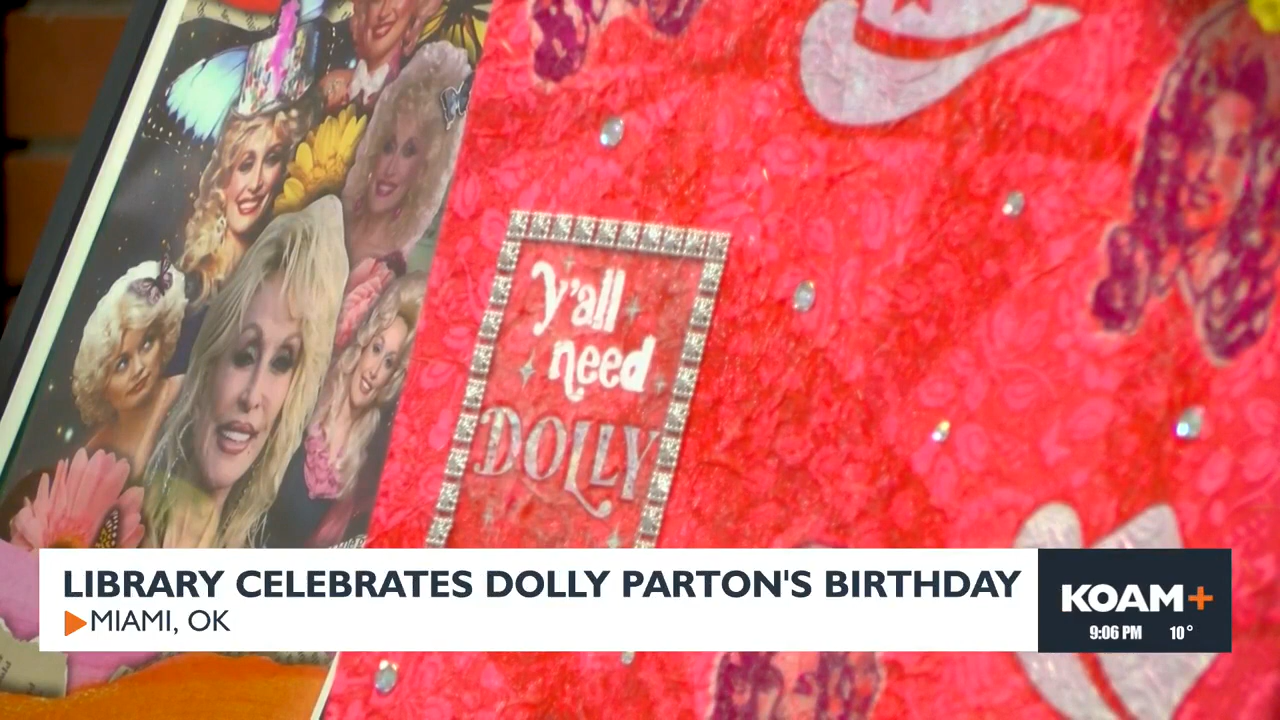 y'all
need
DOLLY
LIBRARY CELEBRATES DOLLY PARTON'S BIRTHDAY
MIAMI, OK
KOAM+
9:06 PM 10°